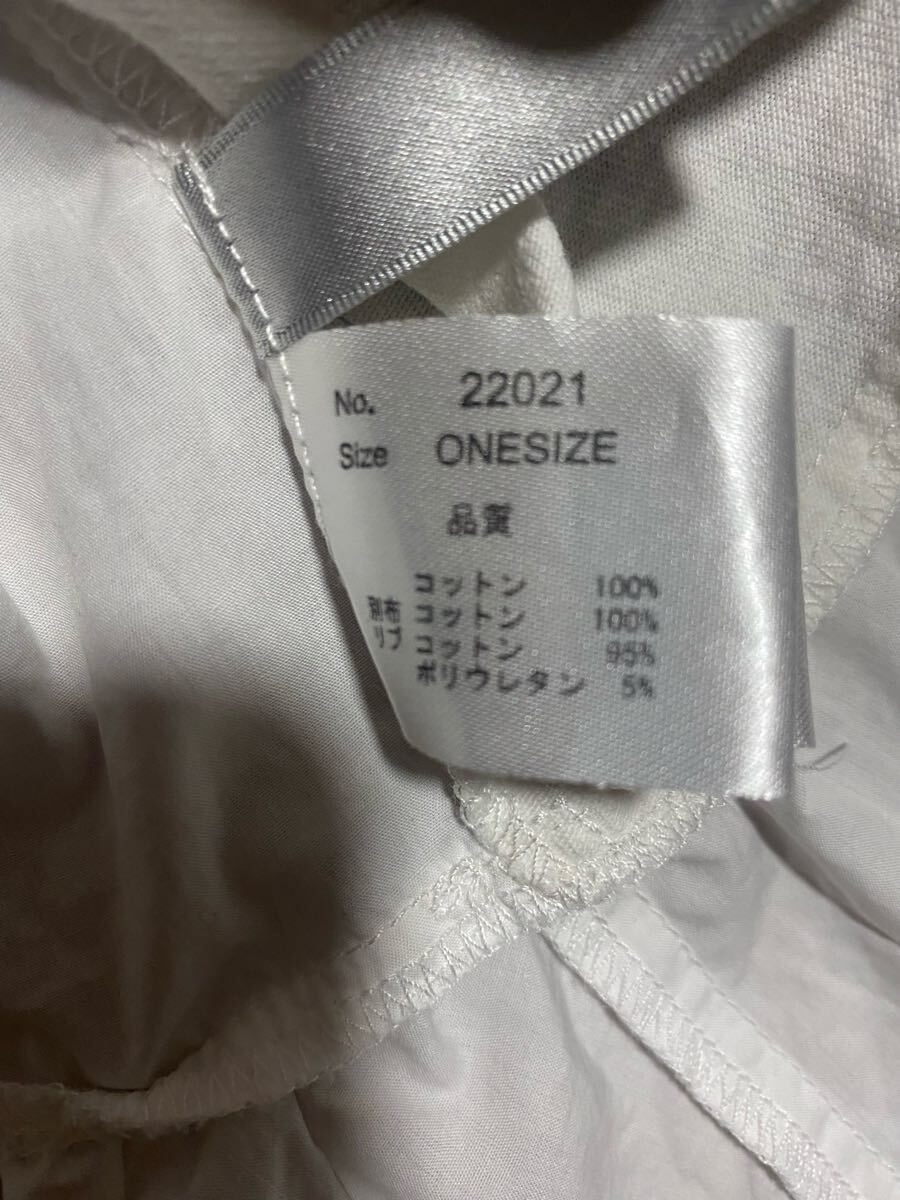 No. 22021
Size ONESIZE
品質
コットン 100%
別布 コットン 100%
リブ コットン 95%
ポリウレタン 5%